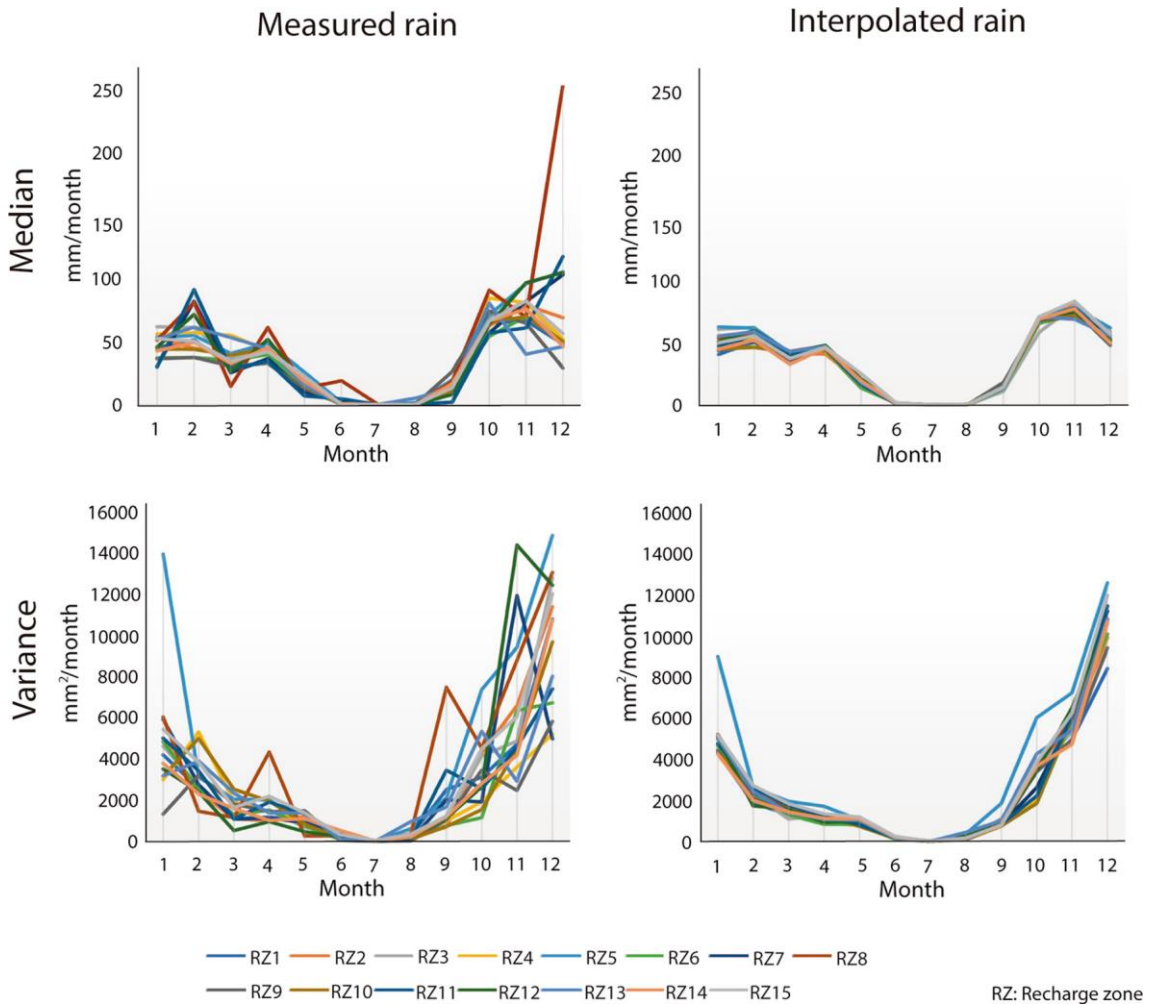 Measured rain
Interpolated rain
Median
mm/month
250
200
150
100
50
0
1 2 3 4 5 6 7 8 9 10 11 12
Month
mm/month
250
200
150
100
50
0
1 2 3 4 5 6 7 8 9 10 11 12
Month
Variance
mm²/month
16000
14000
12000
10000
8000
6000
4000
2000
0
1 2 3 4 5 6 7 8 9 10 11 12
Month
mm²/month
16000
14000
12000
10000
8000
6000
4000
2000
0
1 2 3 4 5 6 7 8 9 10 11 12
Month
RZ1 RZ2 RZ3 RZ4 RZ5 RZ6 RZ7 RZ8
RZ9 RZ10 RZ11 RZ12 RZ13 RZ14 RZ15
RZ: Recharge zone